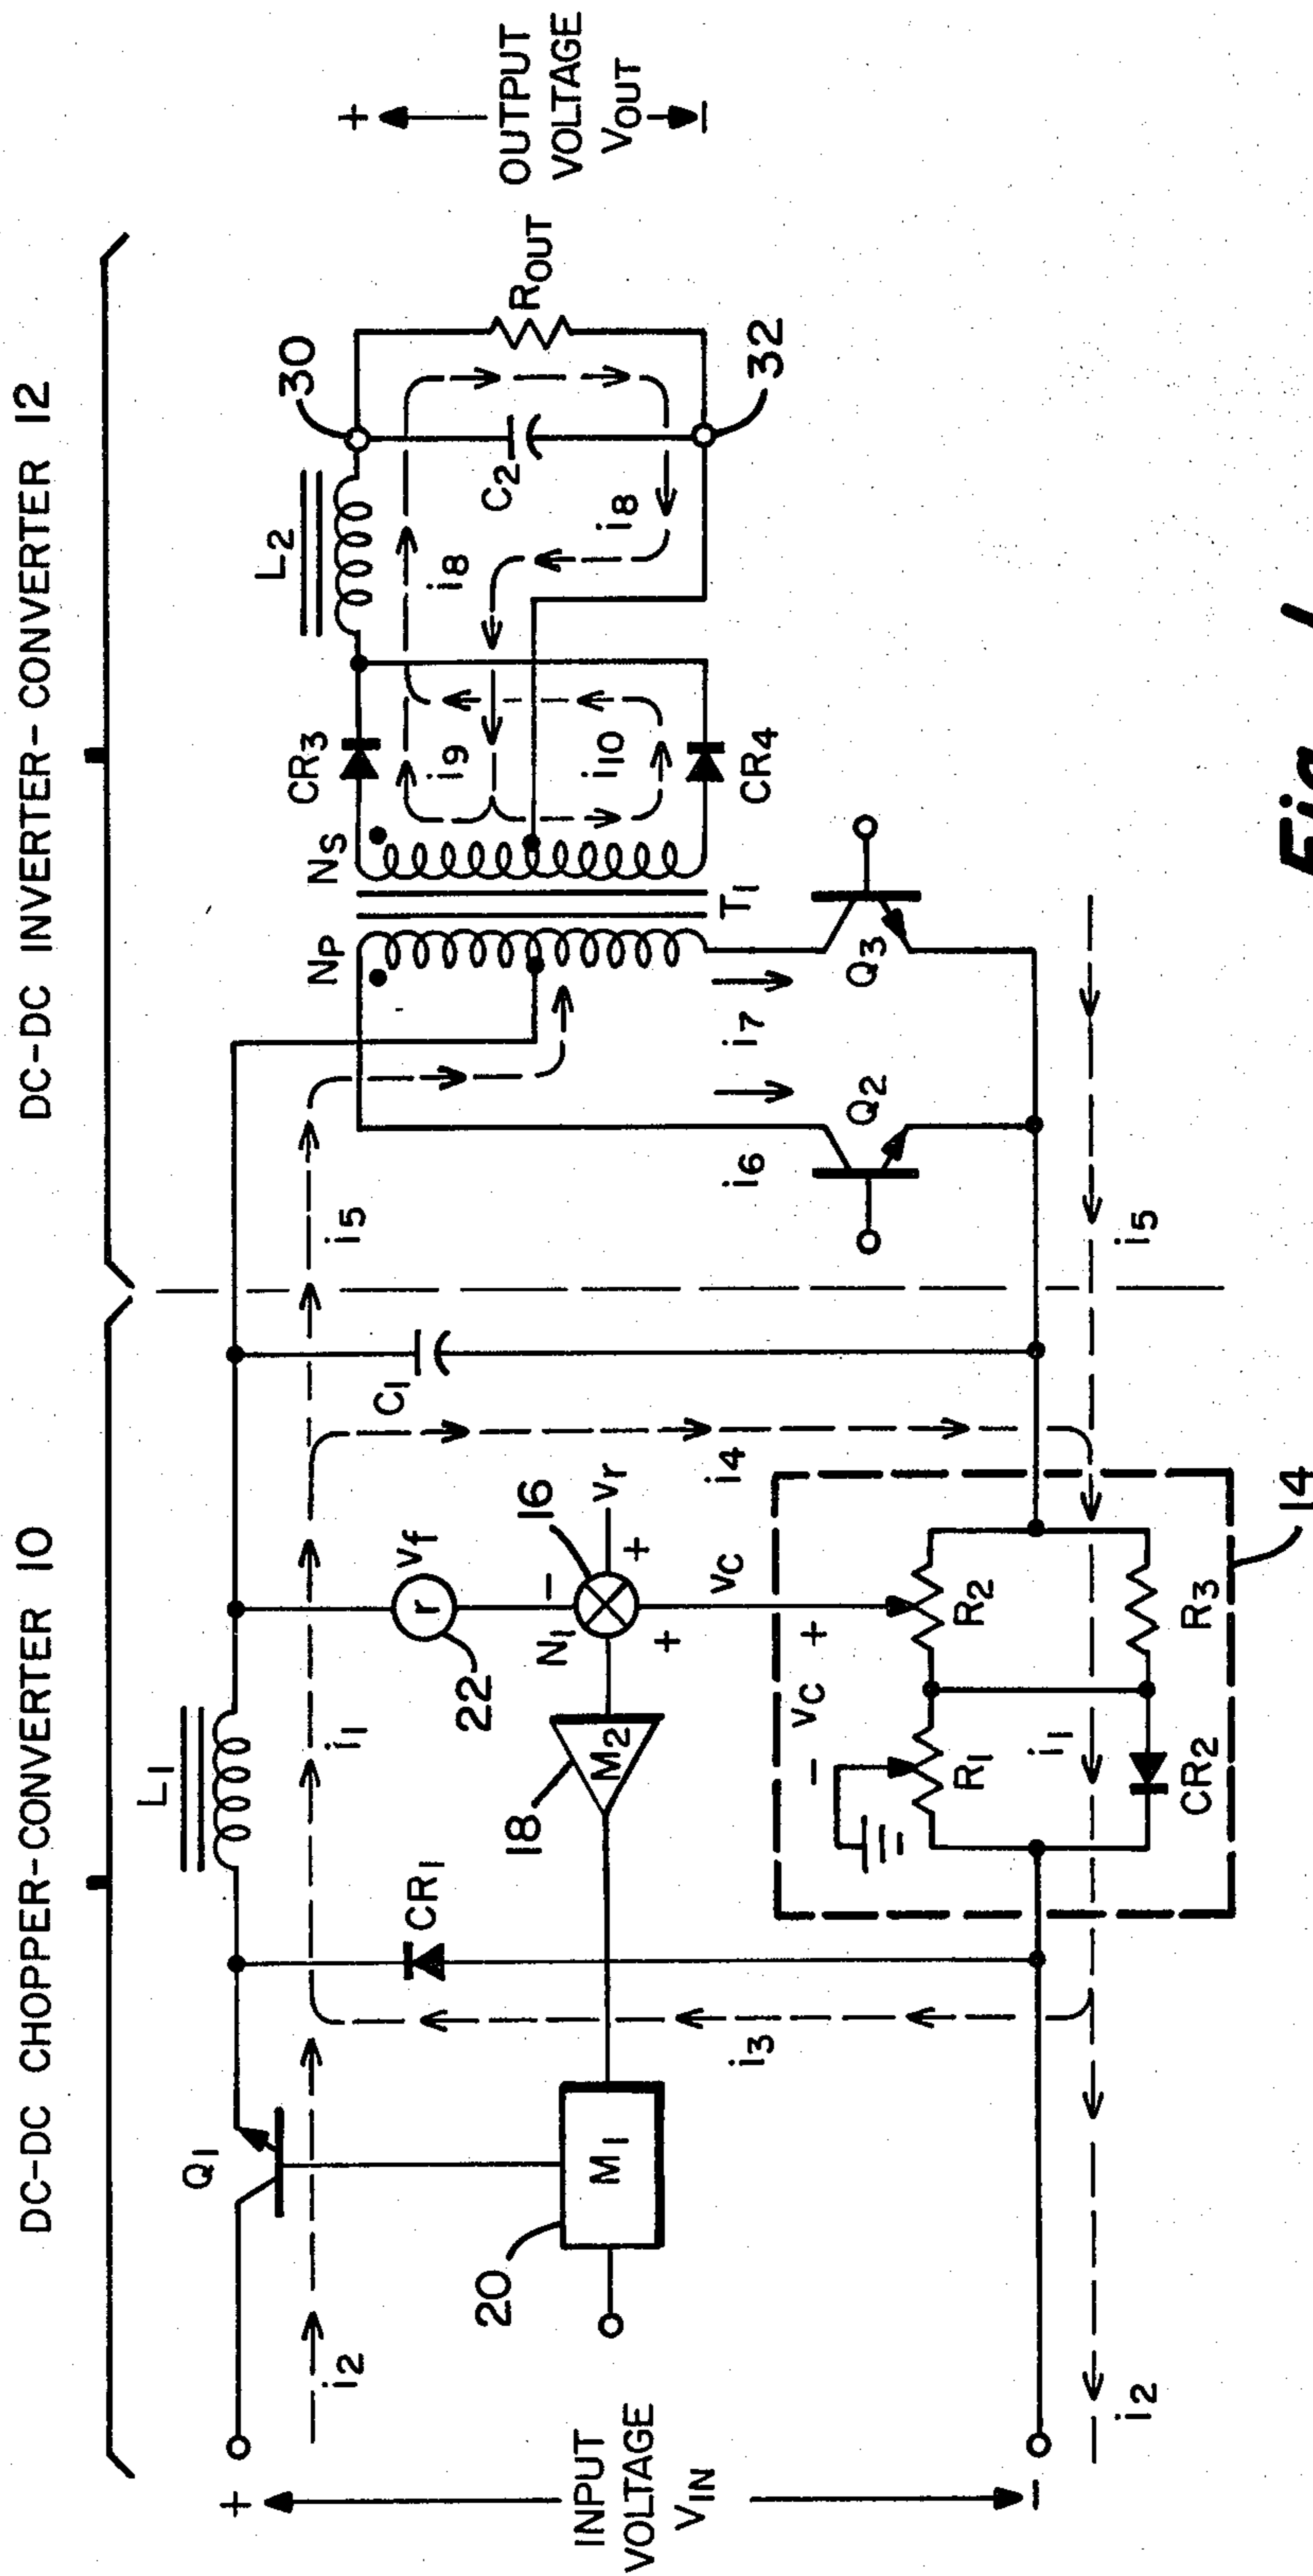 DC-DC CHOPPER-CONVERTER 10
DC-DC INVERTER-CONVERTER 12
INPUT
VOLTAGE
VIN
+
-
i2
i2
Q1
20
M1
i3
CR1
L1
i1
18
M2
22
r
Vf
-
N1
16
Vr
+
+
VC
VC
+
-
R1
R2
i1
CR2
R3
14
i4
C1
i5
i5
i6
i7
Q2
Q3
NP
NS
T1
CR3
CR4
i9
i10
L2
i8
i8
C2
30
32
ROUT
+
OUTPUT
VOLTAGE
VOUT
-